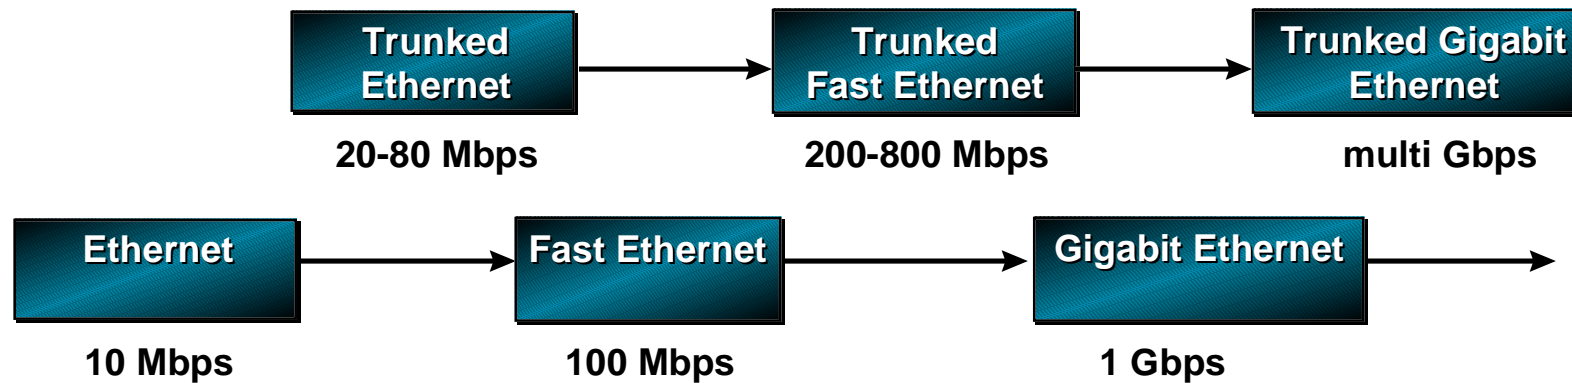 Trunked
Ethernet
Trunked
Fast Ethernet
Trunked Gigabit
Ethernet
20-80 Mbps
200-800 Mbps
multi Gbps
Ethernet
Fast Ethernet
Gigabit Ethernet
10 Mbps
100 Mbps
1 Gbps